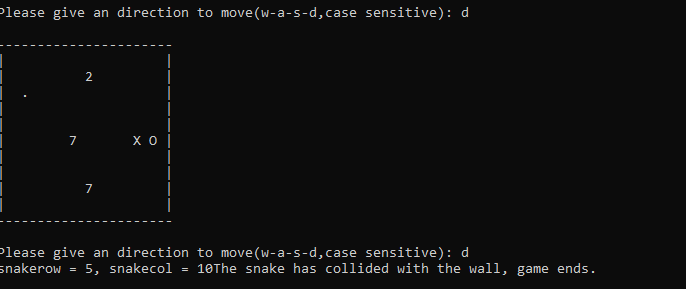 Please give an direction to move(w-a-s-d,case sensitive): d
----------------------
|                    |
|          2         |
|  .                 |
|                    |
|                    |
|        7       X O |
|                    |
|                    |
|          7         |
|                    |
----------------------
Please give an direction to move(w-a-s-d,case sensitive): d
snakerow = 5, snakecol = 10The snake has collided with the wall, game ends.